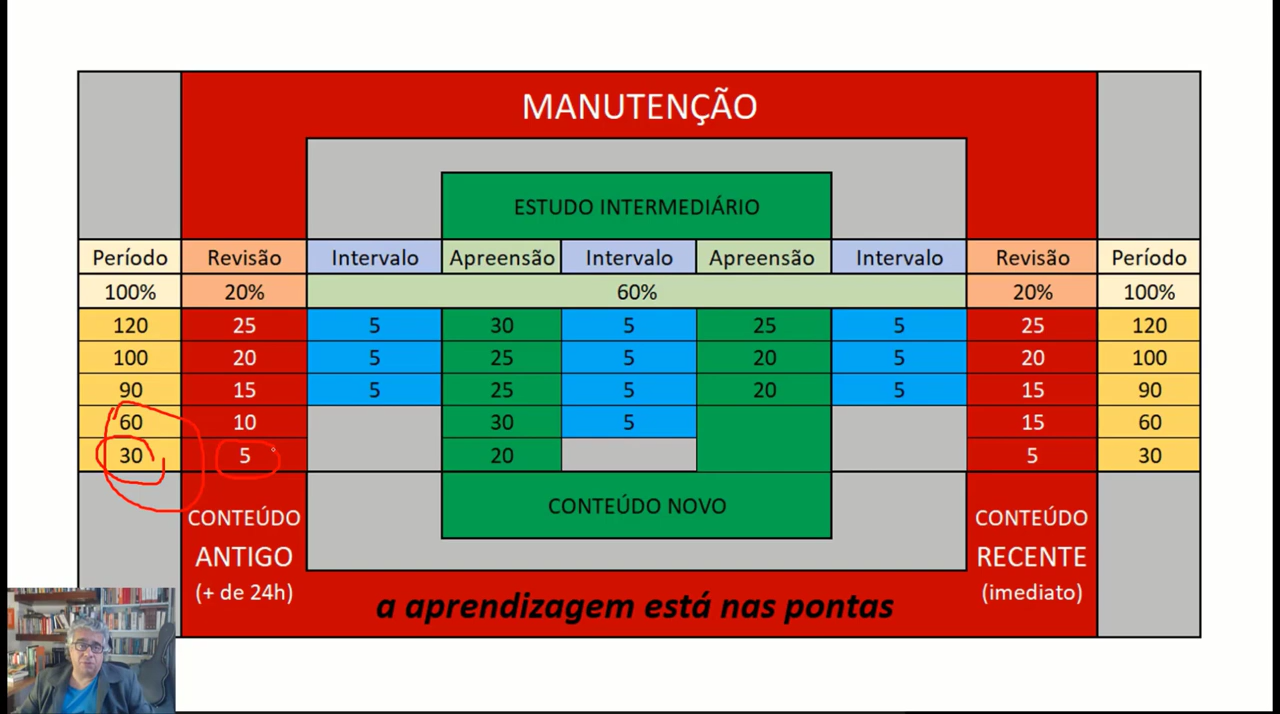 MANUTENÇÃO
ESTUDO INTERMEDIÁRIO
Período Revisão Intervalo Apreensão Intervalo Apreensão Intervalo Revisão Período
100% 20% 60% 20% 100%
120 25 5 30 5 25 5 25 120
100 20 5 25 5 20 5 20 100
90 15 5 25 5 20 5 15 90
60 10 30 5 15 60
30 5 20 5 30
CONTEÚDO NOVO
CONTEÚDO
ANTIGO
(+ de 24h)
CONTEÚDO
RECENTE
(imediato)
a aprendizagem está nas pontas